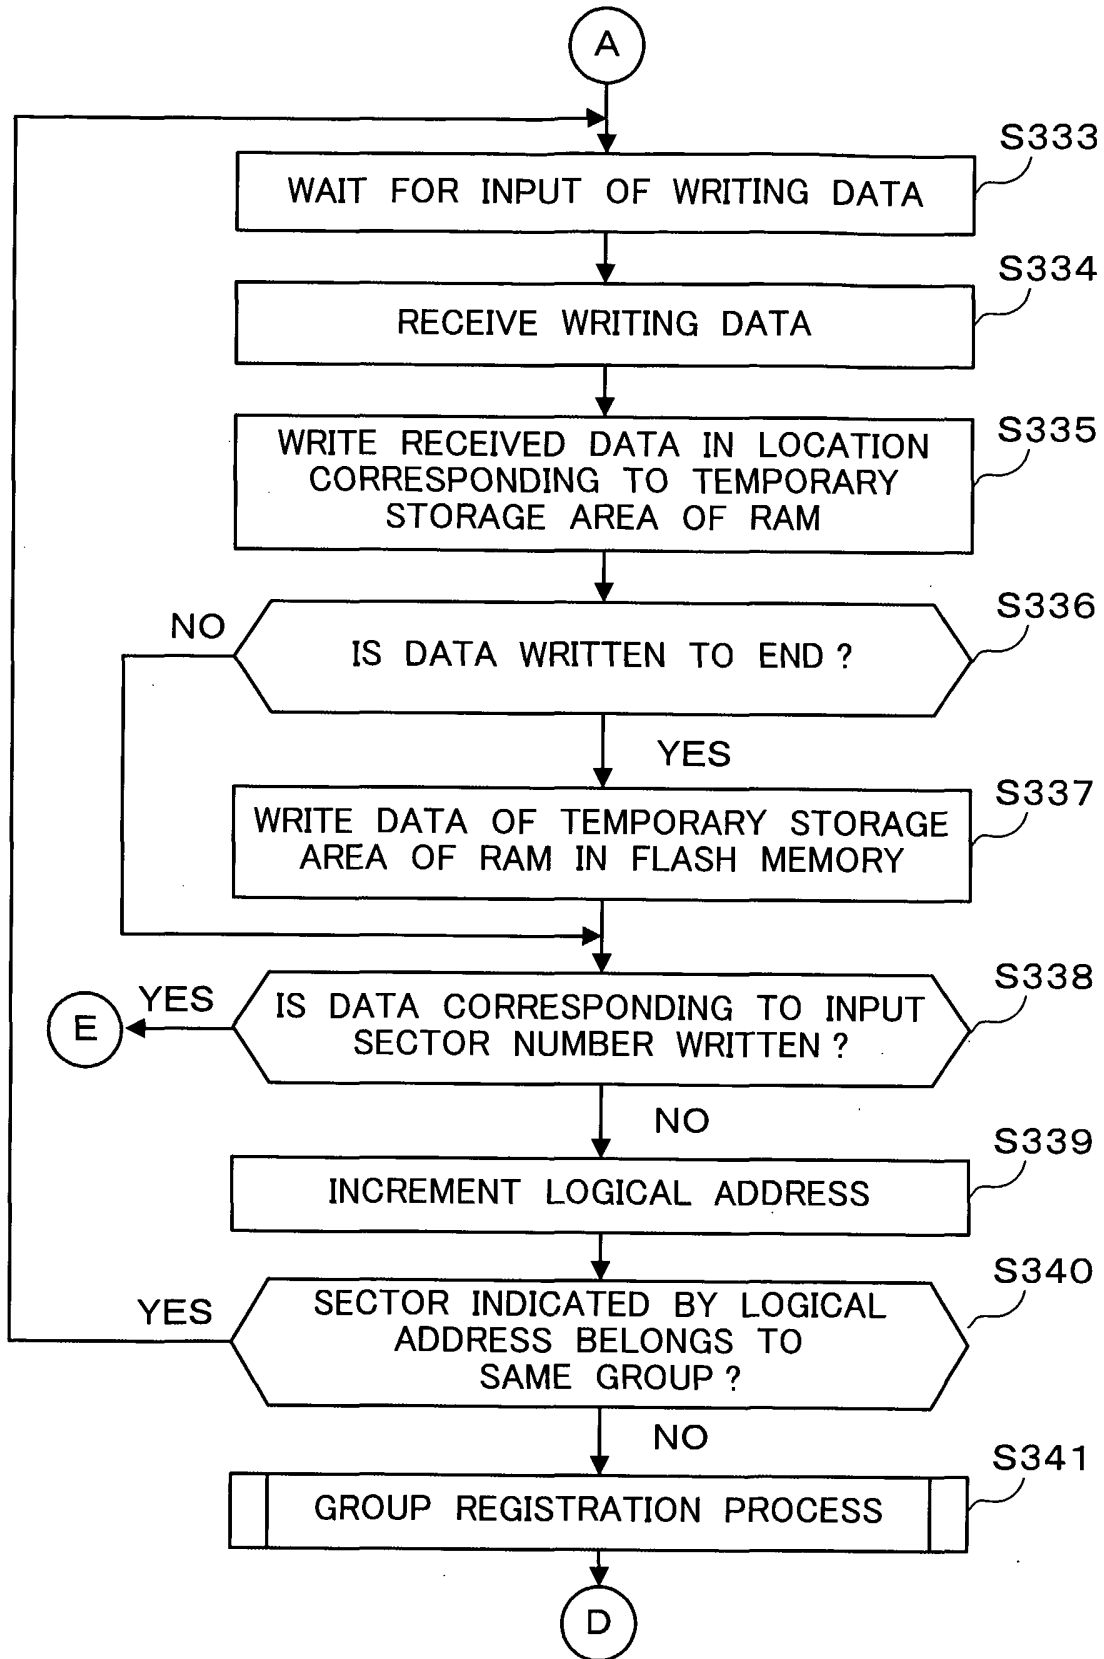 A
S333
WAIT FOR INPUT OF WRITING DATA
S334
RECEIVE WRITING DATA
S335
WRITE RECEIVED DATA IN LOCATION
CORRESPONDING TO TEMPORARY
STORAGE AREA OF RAM
S336
NO
IS DATA WRITTEN TO END ?
YES
S337
WRITE DATA OF TEMPORARY STORAGE
AREA OF RAM IN FLASH MEMORY
S338
E
YES
IS DATA CORRESPONDING TO INPUT
SECTOR NUMBER WRITTEN ?
NO
S339
INCREMENT LOGICAL ADDRESS
S340
YES
SECTOR INDICATED BY LOGICAL
ADDRESS BELONGS TO
SAME GROUP ?
NO
S341
GROUP REGISTRATION PROCESS
D